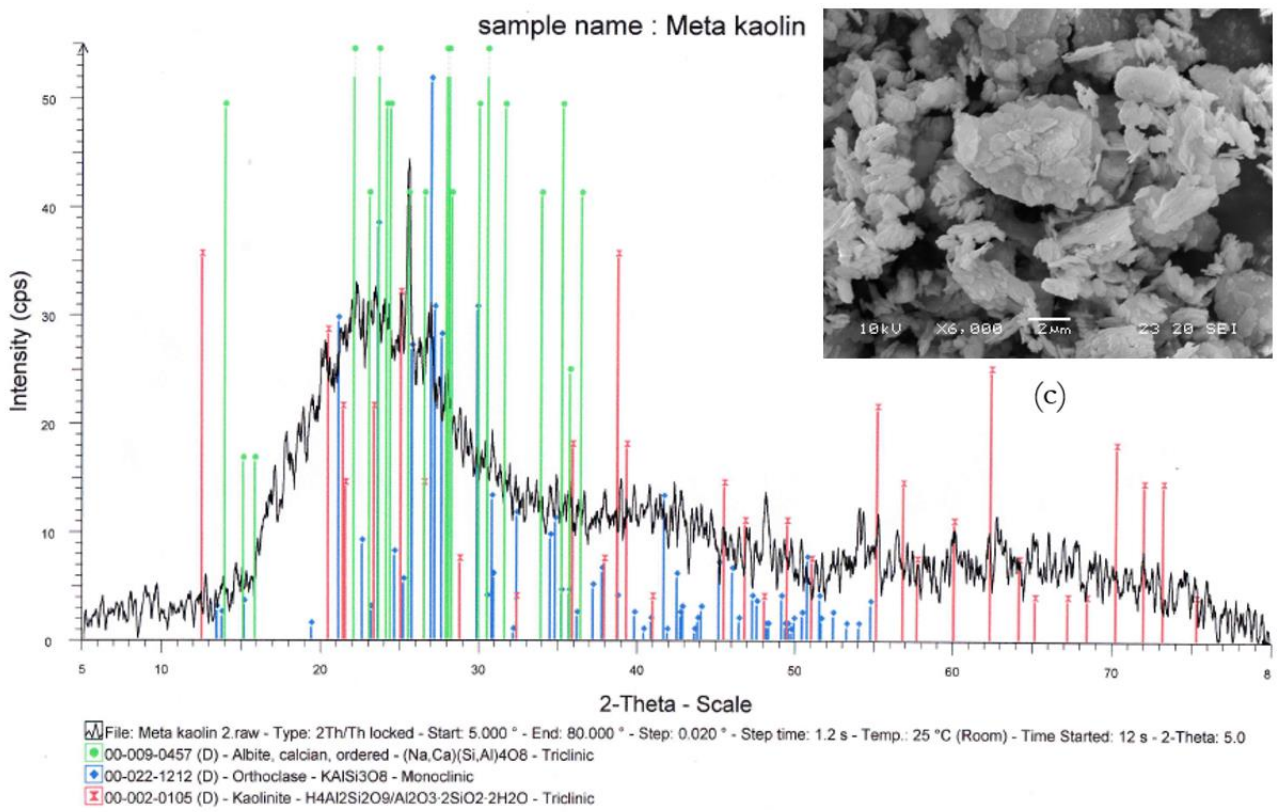 sample name : Meta kaolin
10kV X6,000 2μm 23 20 SEI
(c)
Intensity (cps)
50
40
30
20
10
0
5 10 20 30 40 50 60 70 8
2-Theta - Scale
File: Meta kaolin 2.raw - Type: 2Th/Th locked - Start: 5.000 ° - End: 80.000 ° - Step: 0.020 ° - Step time: 1.2 s - Temp.: 25 °C (Room) - Time Started: 12 s - 2-Theta: 5.0
00-009-0457 (D) - Albite, calcian, ordered - (Na,Ca)(Si,Al)4O8 - Triclinic
00-022-1212 (D) - Orthoclase - KAlSi3O8 - Monoclinic
00-002-0105 (D) - Kaolinite - H4Al2Si2O9/Al2O3·2SiO2·2H2O - Triclinic